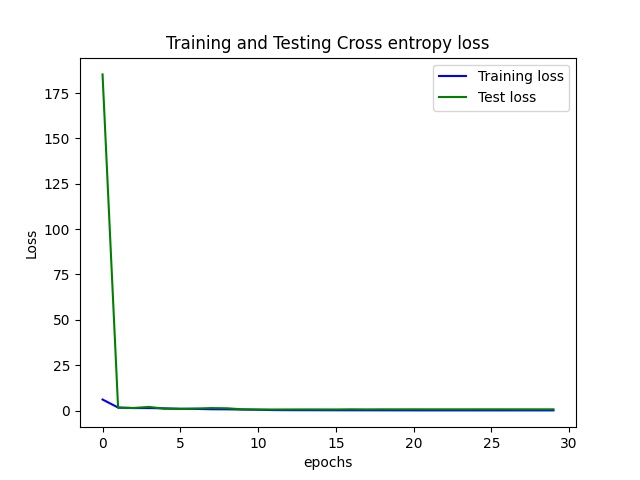 Training and Testing Cross entropy loss
Training loss
Test loss
175
150
125
100
75
50
25
0
Loss
0 5 10 15 20 25 30
epochs